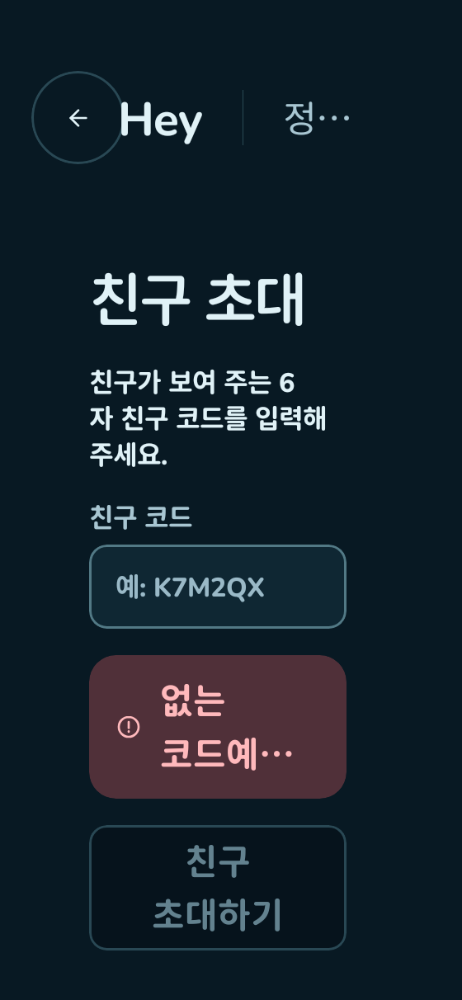 Hey
정…
친구 초대
친구가 보여 주는 6
자 친구 코드를 입력해
주세요.
친구 코드
예: K7M2QX
없는
코드예…
친구
초대하기